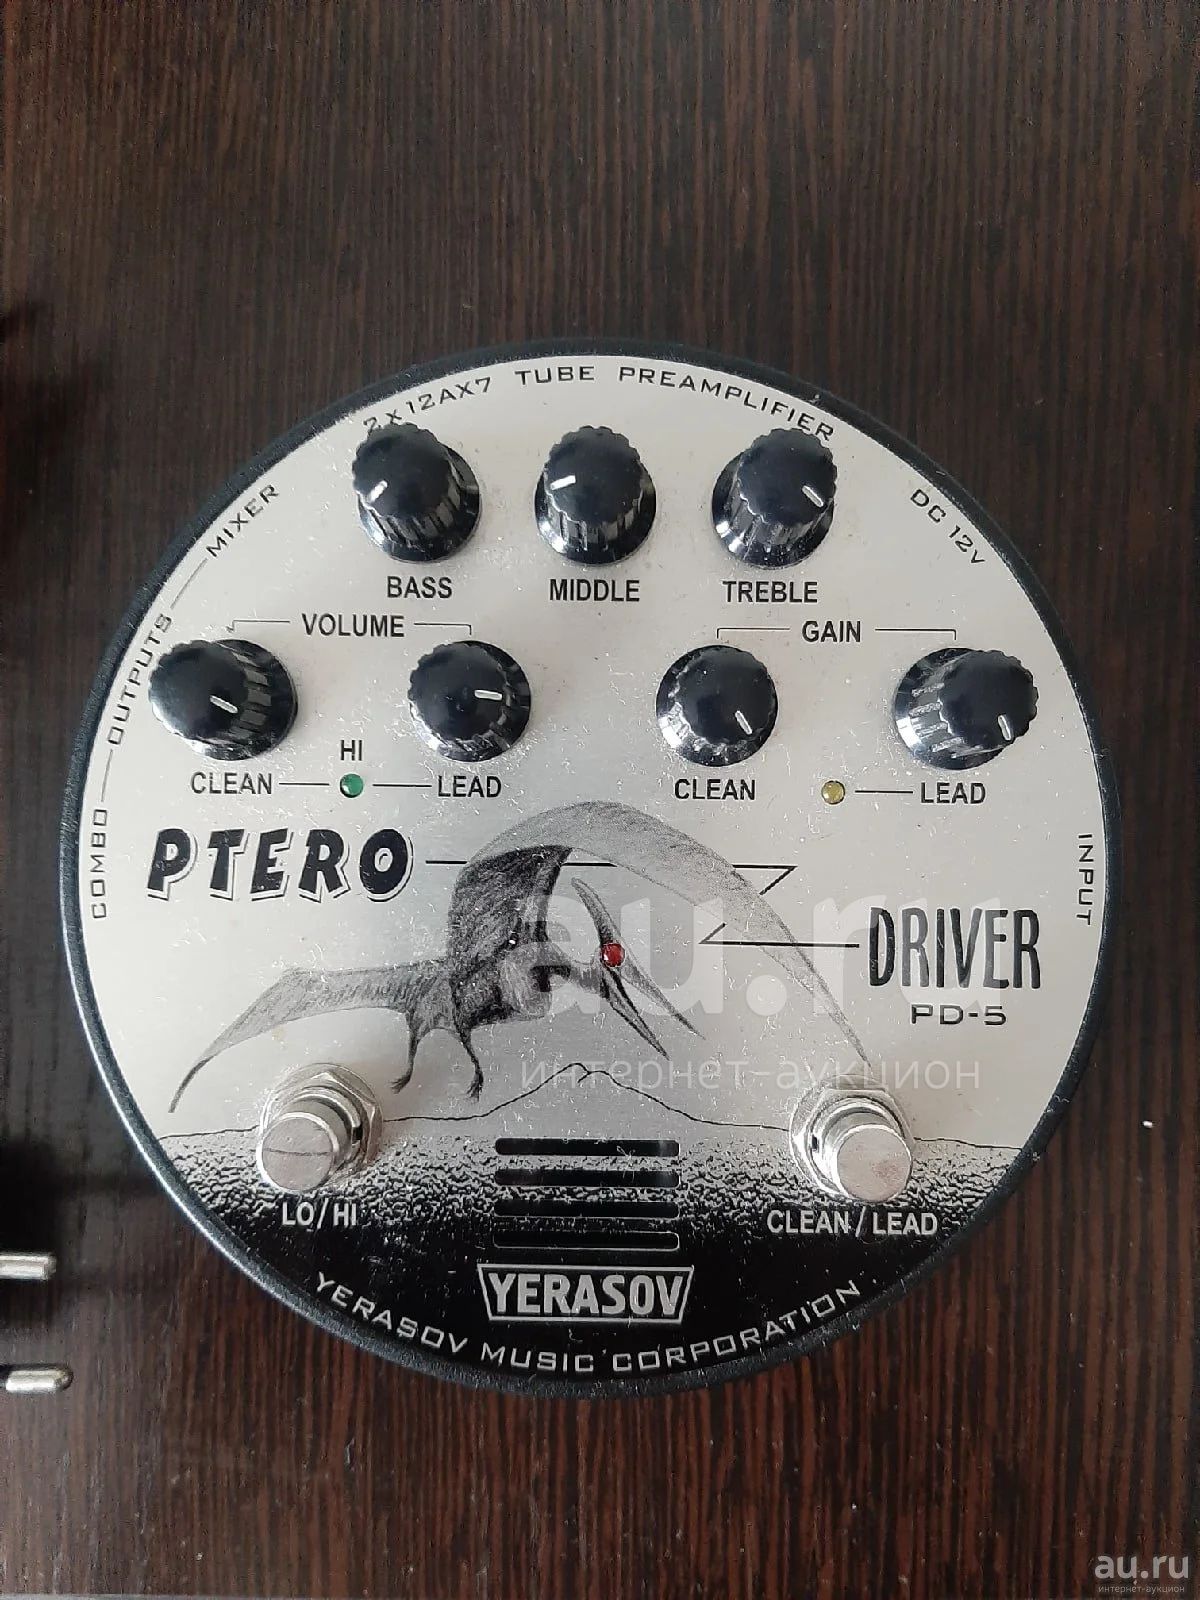 2X12AX7 TUBE PREAMPLIFIER
DC 12V
MIXER
OUTPUTS
COMBO
INPUT
BASS
MIDDLE
TREBLE
VOLUME
GAIN
HI
CLEAN
LEAD
CLEAN
LEAD
PTERO
DRIVER
PD-5
au.ru
интернет-аукцион
LO/HI
CLEAN/LEAD
YERASOV
YERASOV MUSIC CORPORATION
au.ru
интернет-аукцион